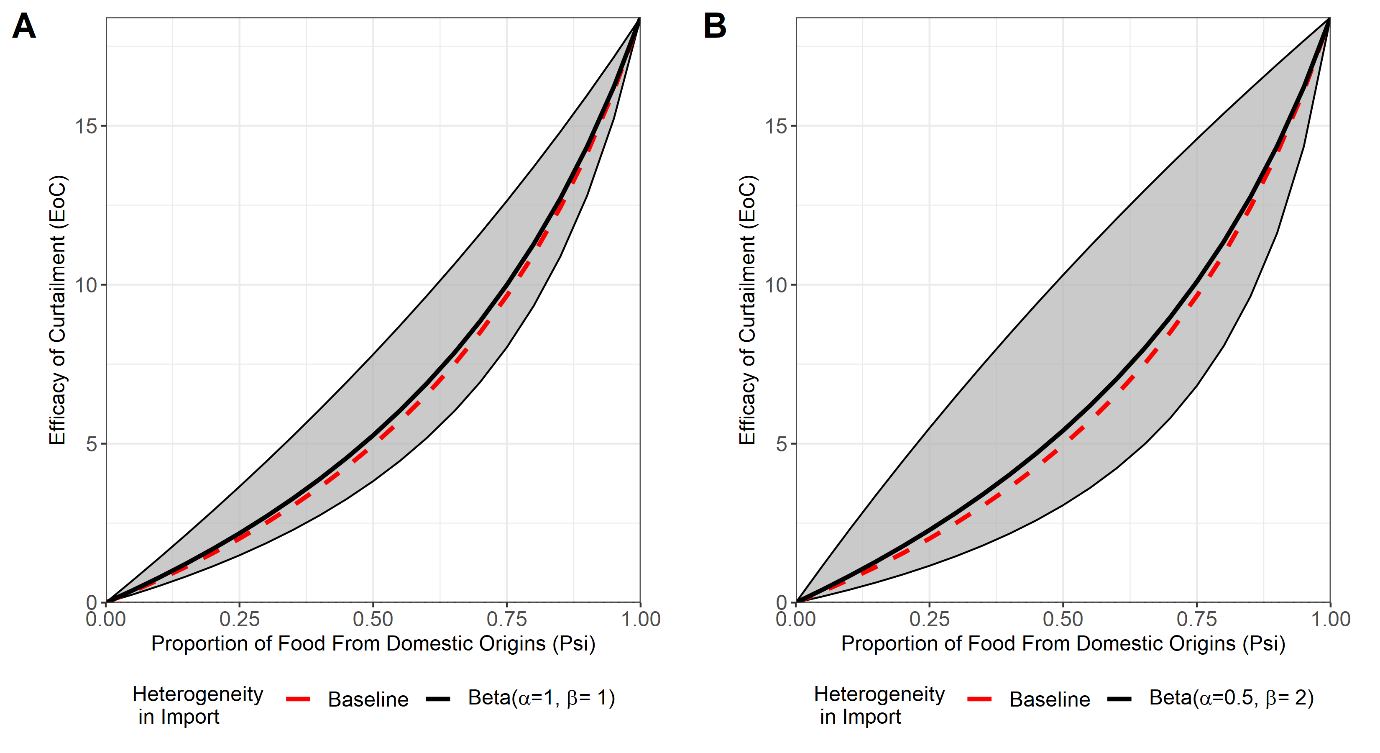 A
Efficacy of Curtailment (EoC)
15
10
5
0
0.00 0.25 0.50 0.75 1.00
Proportion of Food From Domestic Origins (Psi)
Heterogeneity
in Import
Baseline
Beta(α=1, β= 1)
B
Efficacy of Curtailment (EoC)
15
10
5
0
0.00 0.25 0.50 0.75 1.00
Proportion of Food From Domestic Origins (Psi)
Heterogeneity
in Import
Baseline
Beta(α=0.5, β= 2)